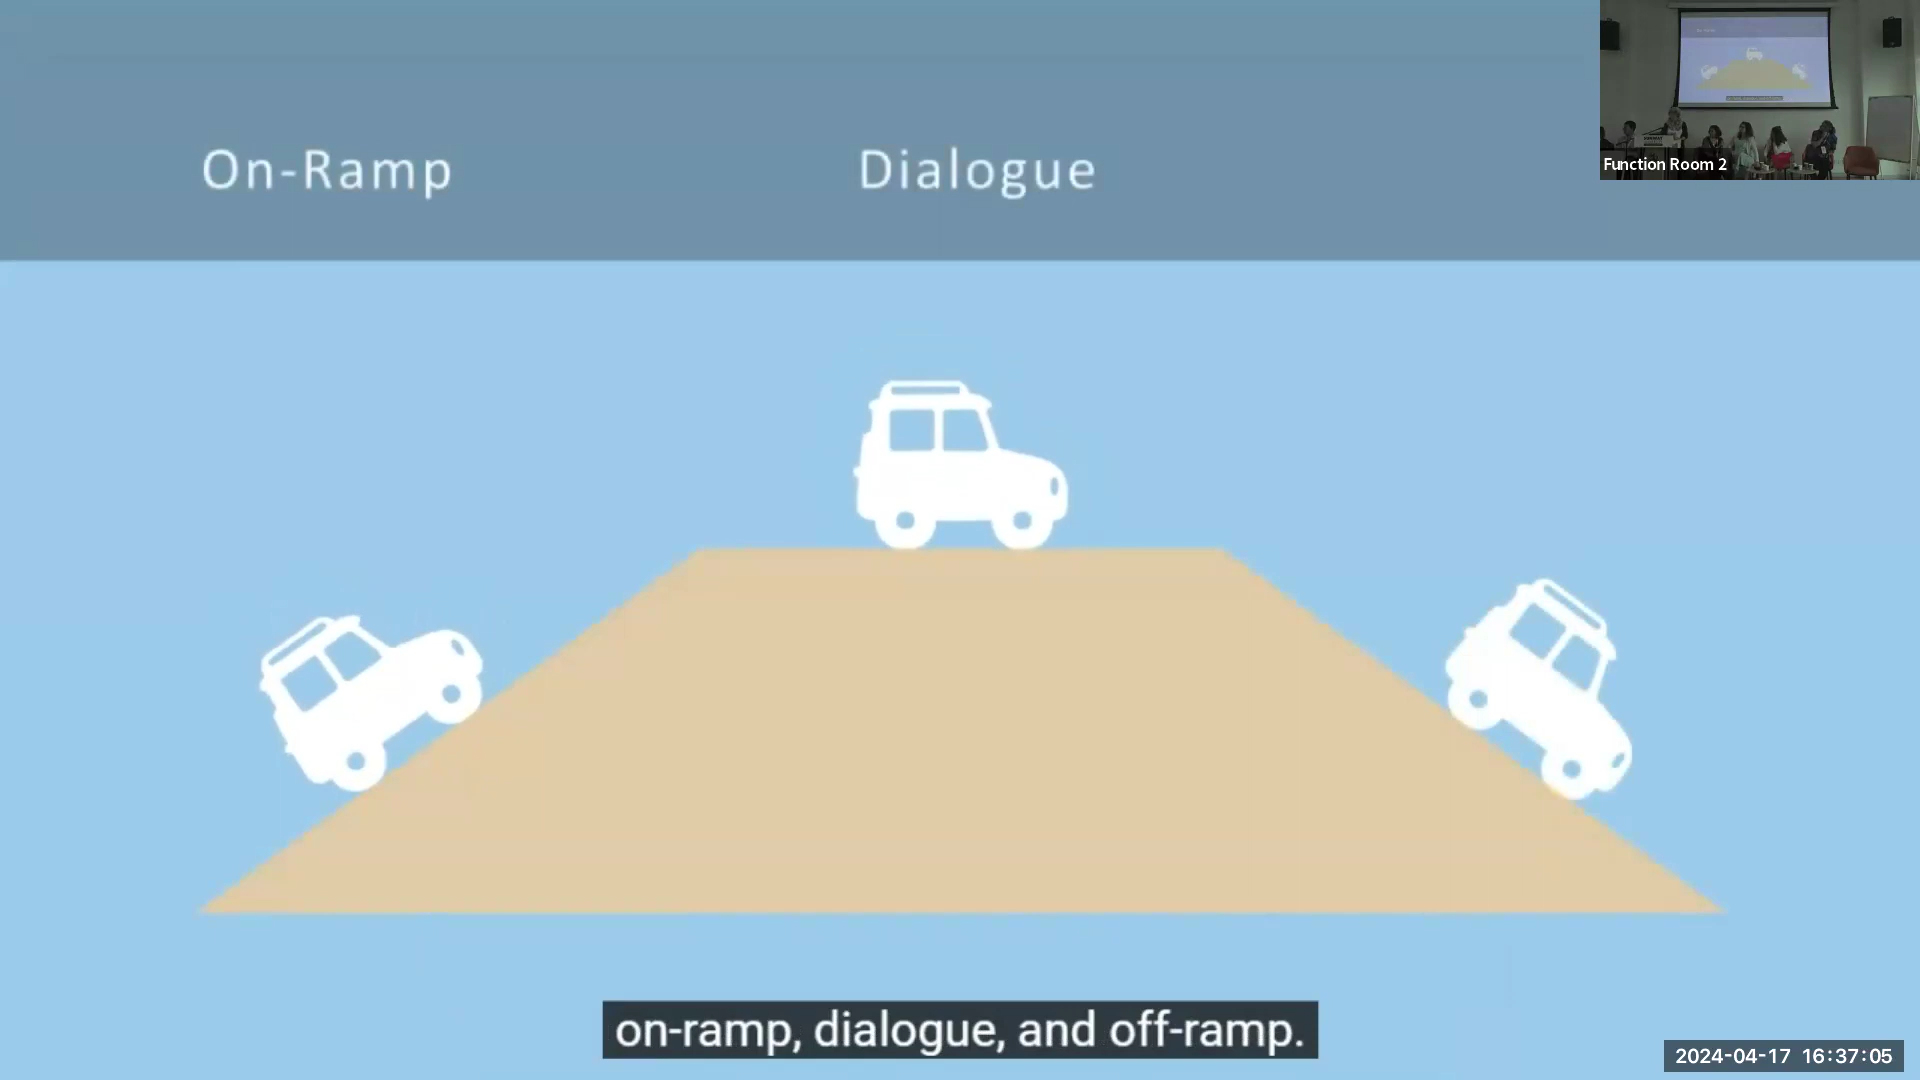 On-Ramp
Dialogue
Function Room 2
on-ramp, dialogue, and off-ramp.
2024-04-17 16:37:05